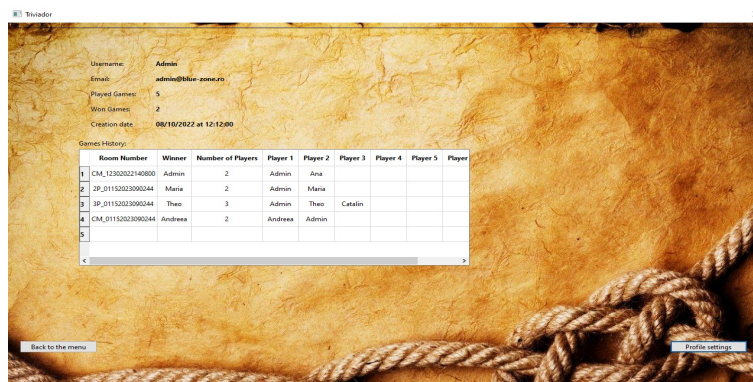 Triviador
Username: Admin
Email: admin@blue-zone.ro
Played Games: 5
Won Games: 2
Creation date 08/10/2022 at 12:12:00
Games History:
Room Number Winner Number of Players Player 1 Player 2 Player 3 Player 4 Player 5 Player
1 CM_12302022140800 Admin 2 Admin Ana
2 2P_01152023090244 Maria 2 Admin Maria
3 3P_01152023090244 Theo 3 Admin Theo Catalin
4 CM_01152023090244 Andreea 2 Andreea Admin
5
Back to the menu
Profile settings